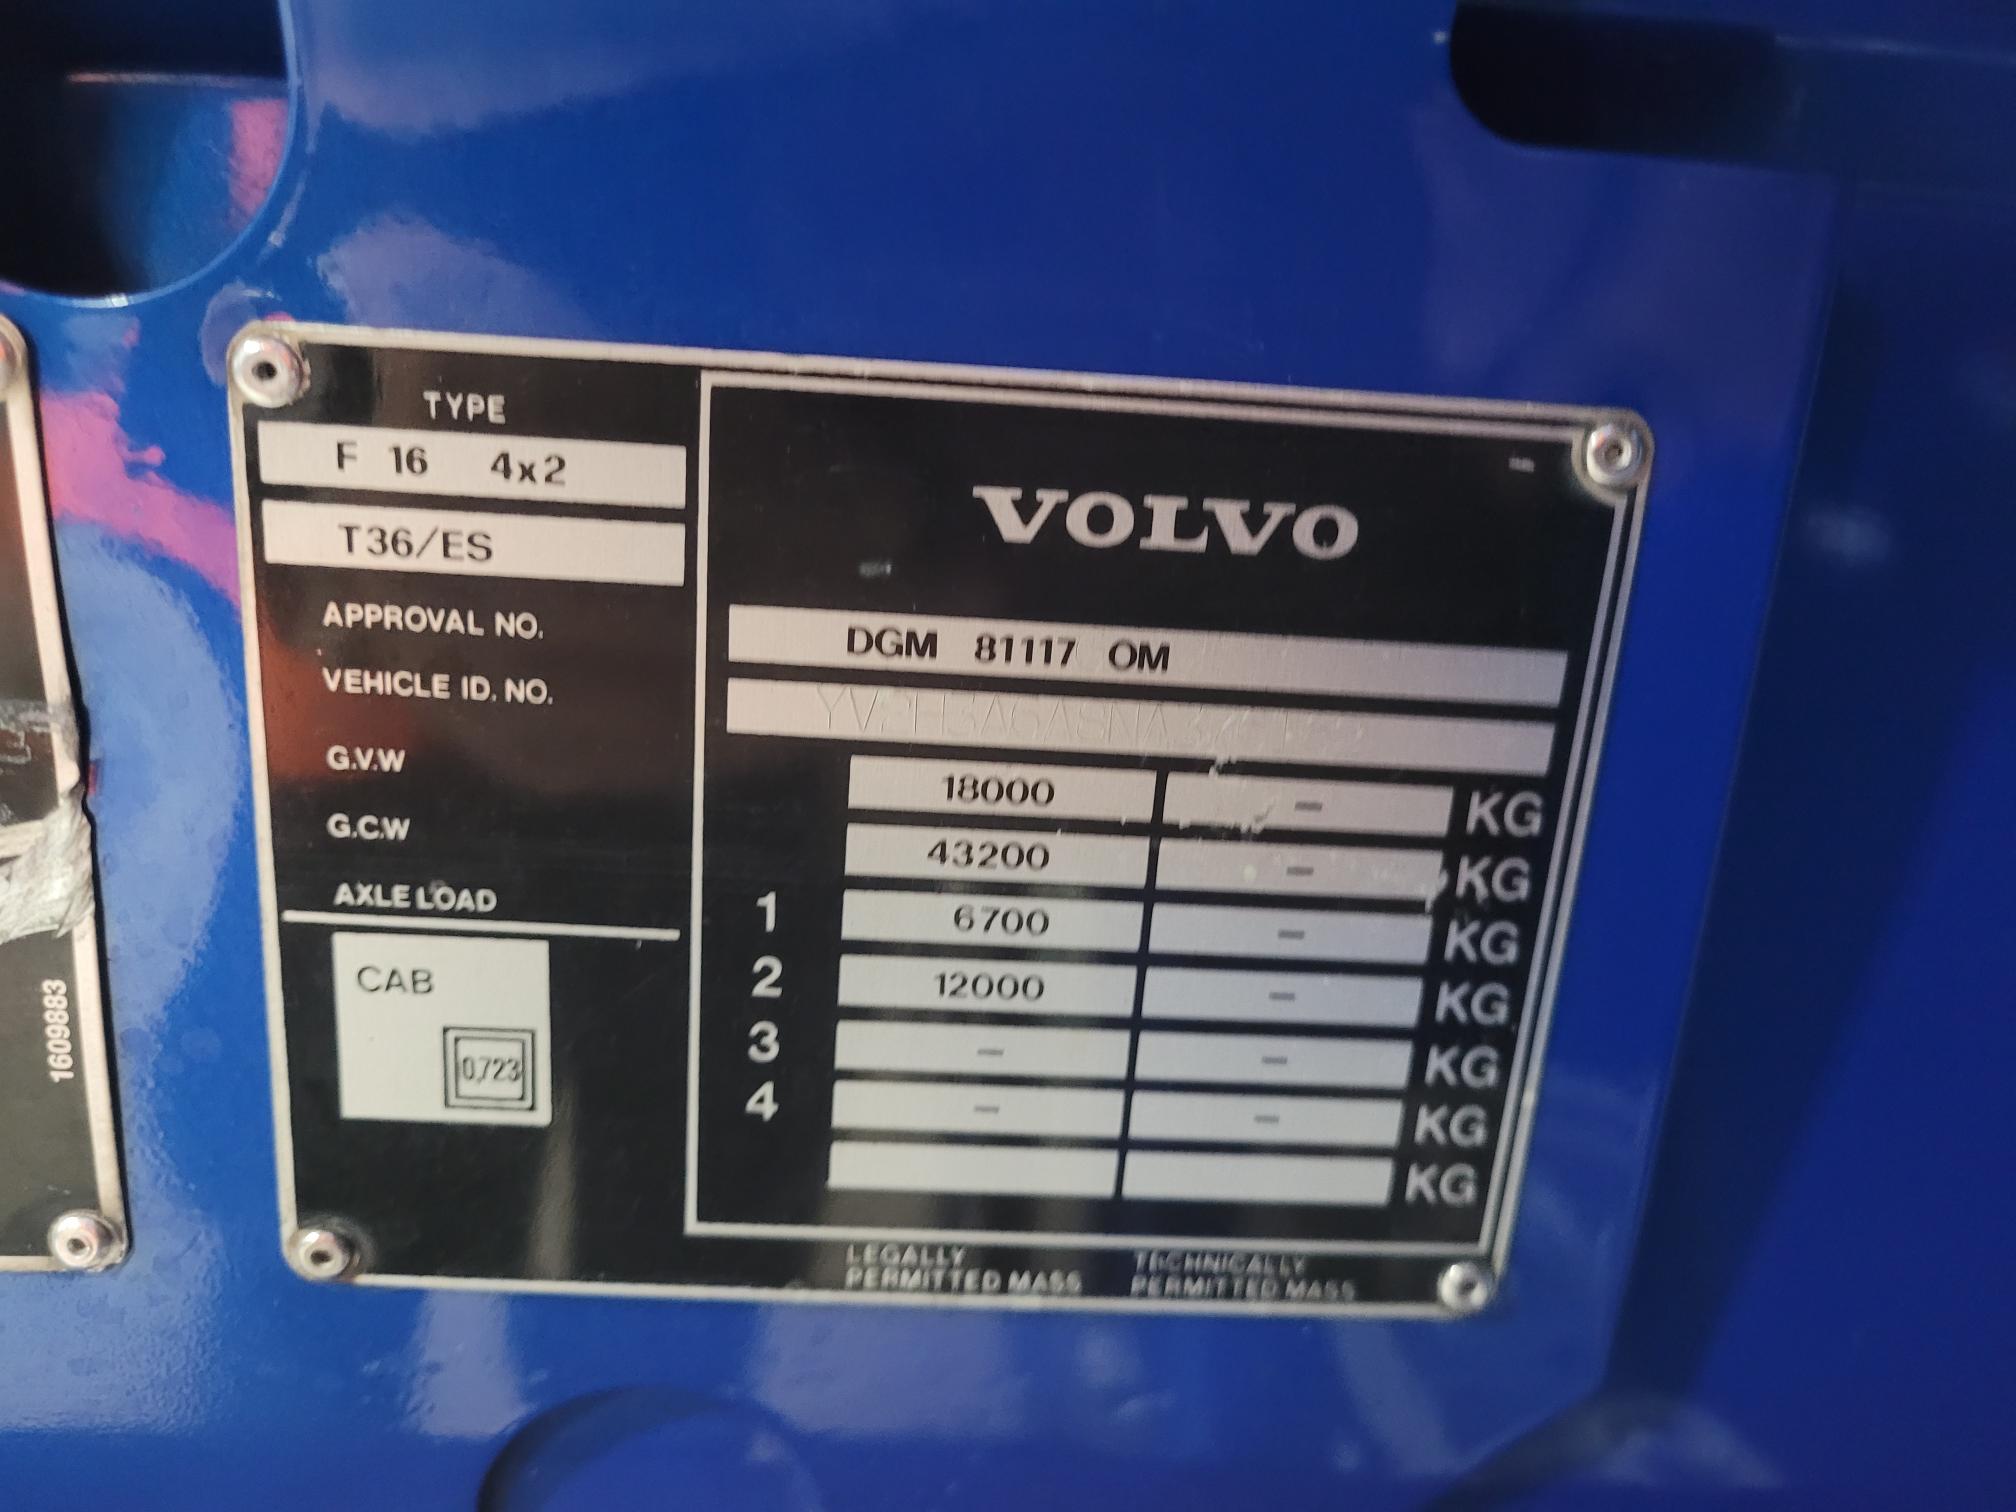 TYPE
F 16 4x2
T36/ES
VOLVO
APPROVAL NO. DGM 81117 OM
VEHICLE ID. NO.
G.V.W 18000 - KG
G.C.W 43200 - KG
AXLE LOAD 1 6700 - KG
2 12000 - KG
3 - - KG
4 - - KG
KG
CAB
0,723
LEGALLY
PERMITTED MASS
TECHNICALLY
PERMITTED MASS
1609883